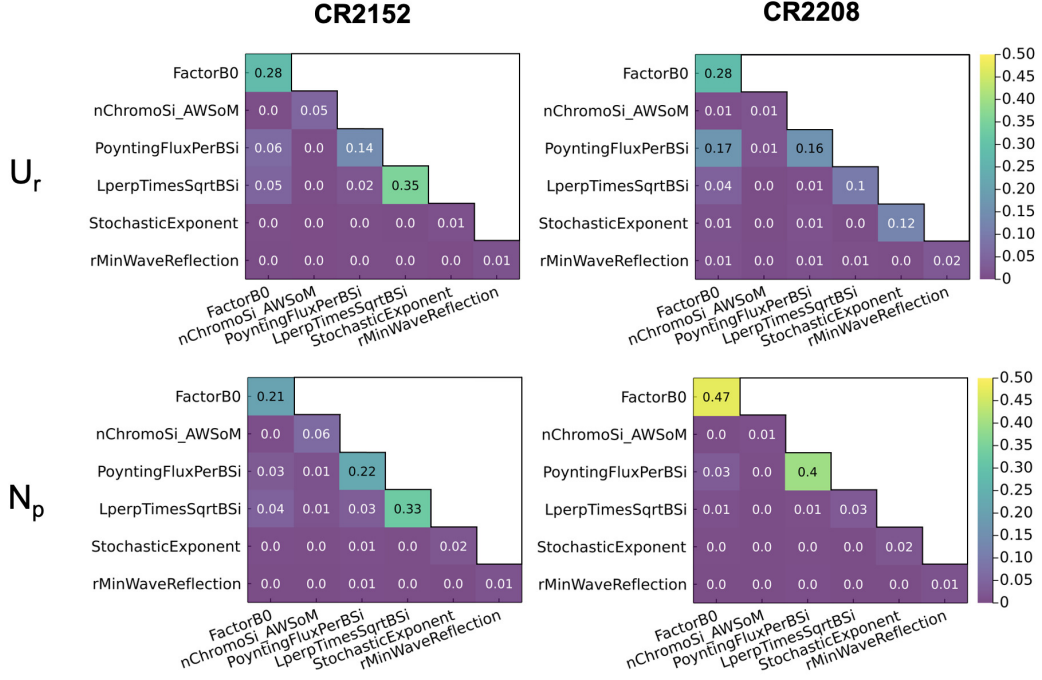 CR2152
CR2208
U_r
FactorB0
0.28
nChromoSi_AWSoM
0.0 0.05
PoyntingFluxPerBSi
0.06 0.0 0.14
LperpTimesSqrtBSi
0.05 0.0 0.02 0.35
StochasticExponent
0.0 0.0 0.0 0.0 0.01
rMinWaveReflection
0.0 0.0 0.0 0.0 0.0 0.01
FactorB0
nChromoSi_AWSoM
PoyntingFluxPerBSi
LperpTimesSqrtBSi
StochasticExponent
rMinWaveReflection
FactorB0
0.28
nChromoSi_AWSoM
0.01 0.01
PoyntingFluxPerBSi
0.17 0.01 0.16
LperpTimesSqrtBSi
0.04 0.0 0.01 0.1
StochasticExponent
0.01 0.0 0.01 0.0 0.12
rMinWaveReflection
0.01 0.0 0.01 0.01 0.0 0.02
FactorB0
nChromoSi_AWSoM
PoyntingFluxPerBSi
LperpTimesSqrtBSi
StochasticExponent
rMinWaveReflection
0.50
0.45
0.40
0.35
0.30
0.25
0.20
0.15
0.10
0.05
0
N_p
FactorB0
0.21
nChromoSi_AWSoM
0.0 0.06
PoyntingFluxPerBSi
0.03 0.01 0.22
LperpTimesSqrtBSi
0.04 0.01 0.03 0.33
StochasticExponent
0.0 0.0 0.01 0.0 0.02
rMinWaveReflection
0.0 0.0 0.01 0.0 0.0 0.01
FactorB0
nChromoSi_AWSoM
PoyntingFluxPerBSi
LperpTimesSqrtBSi
StochasticExponent
rMinWaveReflection
FactorB0
0.47
nChromoSi_AWSoM
0.0 0.01
PoyntingFluxPerBSi
0.03 0.0 0.4
LperpTimesSqrtBSi
0.01 0.0 0.01 0.03
StochasticExponent
0.0 0.0 0.0 0.0 0.02
rMinWaveReflection
0.0 0.0 0.0 0.0 0.0 0.01
FactorB0
nChromoSi_AWSoM
PoyntingFluxPerBSi
LperpTimesSqrtBSi
StochasticExponent
rMinWaveReflection
0.50
0.45
0.40
0.35
0.30
0.25
0.20
0.15
0.10
0.05
0